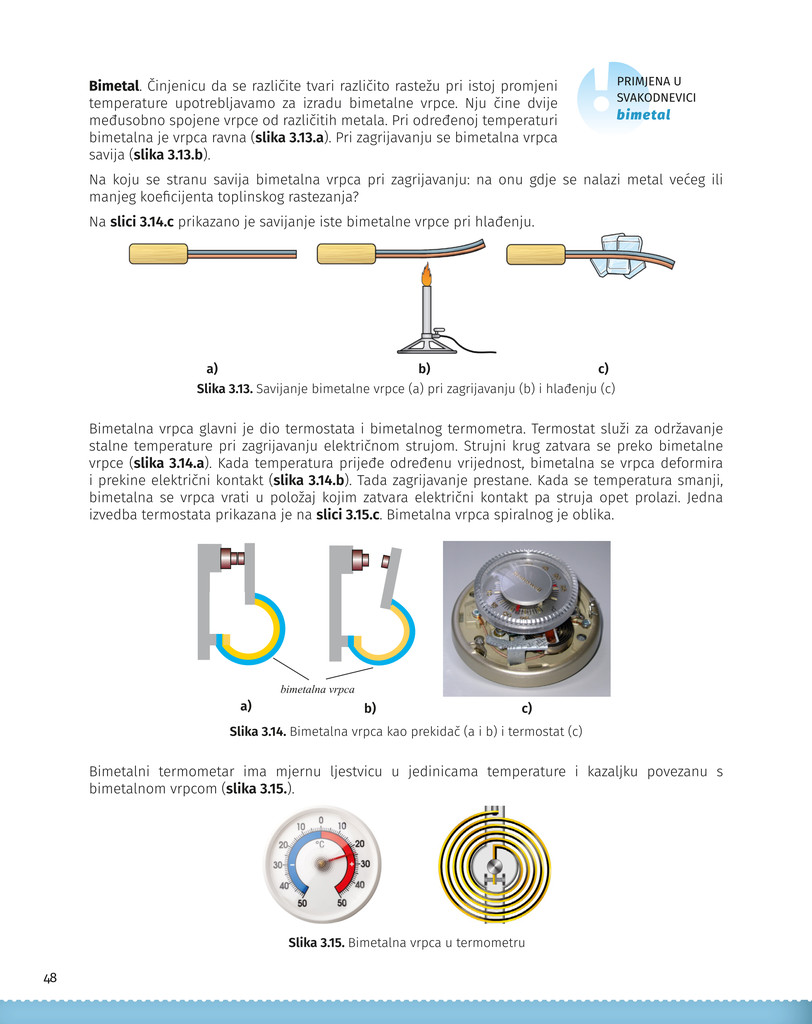 Bimetal. Činjenicu da se različite tvari različito rastežu pri istoj promjeni
temperature upotrebljavamo za izradu bimetalne vrpce. Nju čine dvije
međusobno spojene vrpce od različitih metala. Pri određenoj temperaturi
bimetalna je vrpca ravna (slika 3.13.a). Pri zagrijavanju se bimetalna vrpca
savija (slika 3.13.b).
PRIMJENA U
SVAKODNEVICI
bimetal
Na koju se stranu savija bimetalna vrpca pri zagrijavanju: na onu gdje se nalazi metal većeg ili
manjeg koeficijenta toplinskog rastezanja?
Na slici 3.14.c prikazano je savijanje iste bimetalne vrpce pri hlađenju.
a) b) c)
Slika 3.13. Savijanje bimetalne vrpce (a) pri zagrijavanju (b) i hlađenju (c)
Bimetalna vrpca glavni je dio termostata i bimetalnog termometra. Termostat služi za održavanje
stalne temperature pri zagrijavanju električnom strujom. Strujni krug zatvara se preko bimetalne
vrpce (slika 3.14.a). Kada temperatura prijeđe određenu vrijednost, bimetalna se vrpca deformira
i prekine električni kontakt (slika 3.14.b). Tada zagrijavanje prestane. Kada se temperatura smanji,
bimetalna se vrpca vrati u položaj kojim zatvara električni kontakt pa struja opet prolazi. Jedna
izvedba termostata prikazana je na slici 3.15.c. Bimetalna vrpca spiralnog je oblika.
bimetalna vrpca
a) b) c)
Slika 3.14. Bimetalna vrpca kao prekidač (a i b) i termostat (c)
Bimetalni termometar ima mjernu ljestvicu u jedinicama temperature i kazaljku povezanu s
bimetalnom vrpcom (slika 3.15.).
10 0 10
20 °C 20
30 - + 30
40 40
50 50
Slika 3.15. Bimetalna vrpca u termometru
48